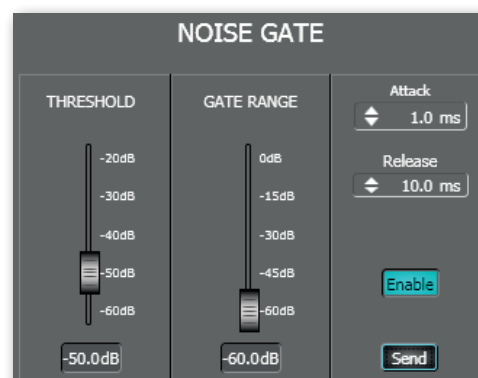 NOISE GATE
THRESHOLD
-20dB
-30dB
-40dB
-50dB
-60dB
-50.0dB
GATE RANGE
0dB
-15dB
-30dB
-45dB
-60dB
-60.0dB
Attack
1.0 ms
Release
10.0 ms
Enable
Send